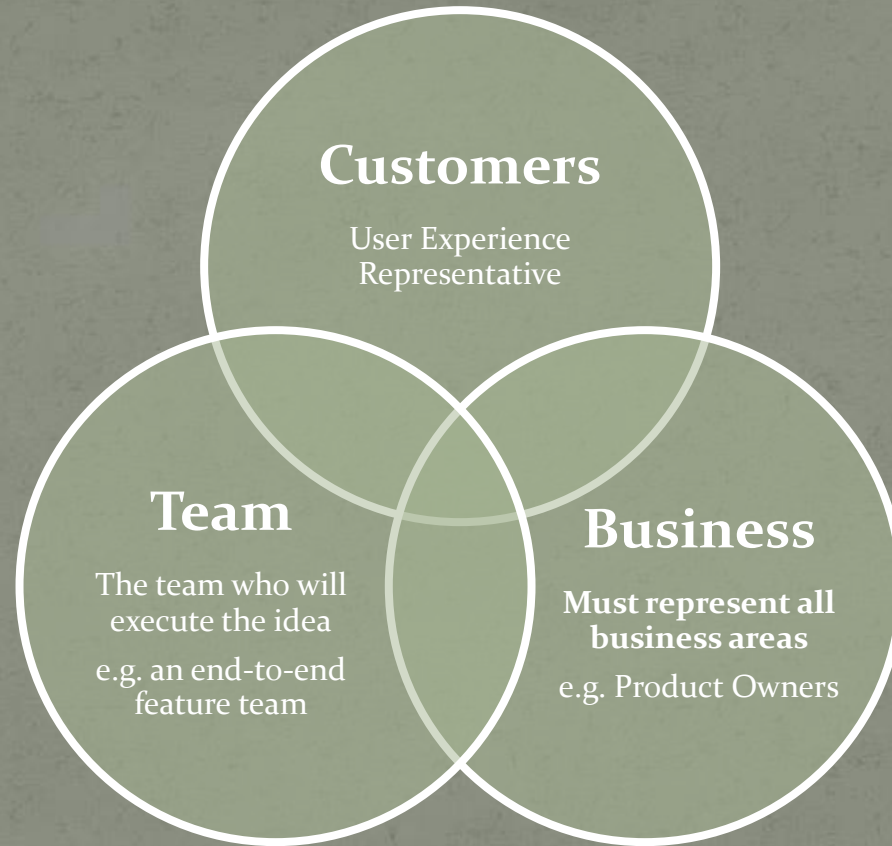 Customers
User Experience
Representative
Team
The team who will
execute the idea
e.g. an end-to-end
feature team
Business
Must represent all
business areas
e.g. Product Owners